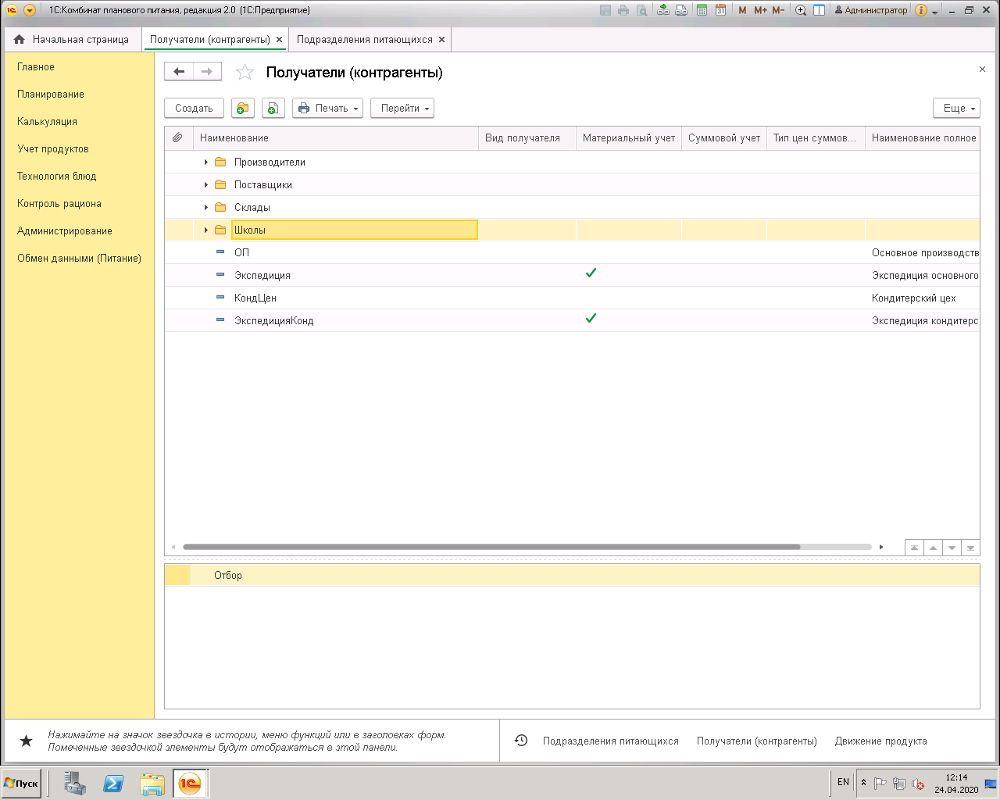 1С:Комбинат планового питания, редакция 2.0 (1С:Предприятие)
M M+ M- Администратор
Начальная страница
Получатели (контрагенты)
Подразделения питающихся
Главное
Планирование
Калькуляция
Учет продуктов
Технология блюд
Контроль рациона
Администрирование
Обмен данными (Питание)
Получатели (контрагенты)
Создать
Печать
Перейти
Еще
Наименование Вид получателя Материальный учет Суммовой учет Тип цен суммов... Наименование полное
Производители
Поставщики
Склады
Школы
ОП Основное производств
Экспедиция Экспедиция основного
КондЦен Кондитерский цех
ЭкспедицияКонд Экспедиция кондитерс
Отбор
Нажимайте на значок звездочка в истории, меню функций или в заголовках форм.
Помеченные звездочкой элементы будут отображаться в этой панели.
Подразделения питающихся Получатели (контрагенты) Движение продукта
Пуск
EN
12:14
24.04.2020